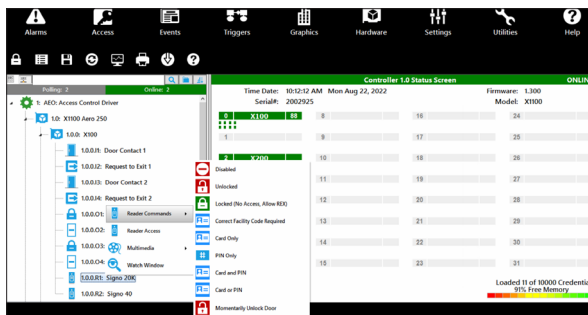 Alarms
Access
Events
Triggers
Graphics
Hardware
Settings
Utilities
Help
Polling: 2
Online: 2
1: AEO: Access Control Driver
1.0: X1100 Aero 250
1.0.0: X100
1.0.0.I1: Door Contact 1
1.0.0.I2: Request to Exit 1
1.0.0.I3: Door Contact 2
1.0.0.I4: Request to Exit 2
1.0.0.O1:
1.0.0.O2:
1.0.0.O3:
1.0.0.O4:
1.0.0.R1: Signo 20K
1.0.0.R2: Signo 40
Reader Commands
Reader Access
Multimedia
Watch Window
Disabled
Unlocked
Locked (No Access, Allow REX)
Correct Facility Code Required
Card Only
PIN Only
Card and PIN
Card or PIN
Momentarily Unlock Door
Controller 1.0 Status Screen
ONLIN
Time Date: 10:12:12 AM Mon Aug 22, 2022
Firmware: 1.300
Serial#: 2002925
Model: X1100
0 X100 88 8 16 24
1 9 17 25
2 X200 10 18 26
11 19 27
12 20 28
13 21 29
14 22 30
15 23 31
Loaded 11 of 10000 Credentia
91% Free Memory